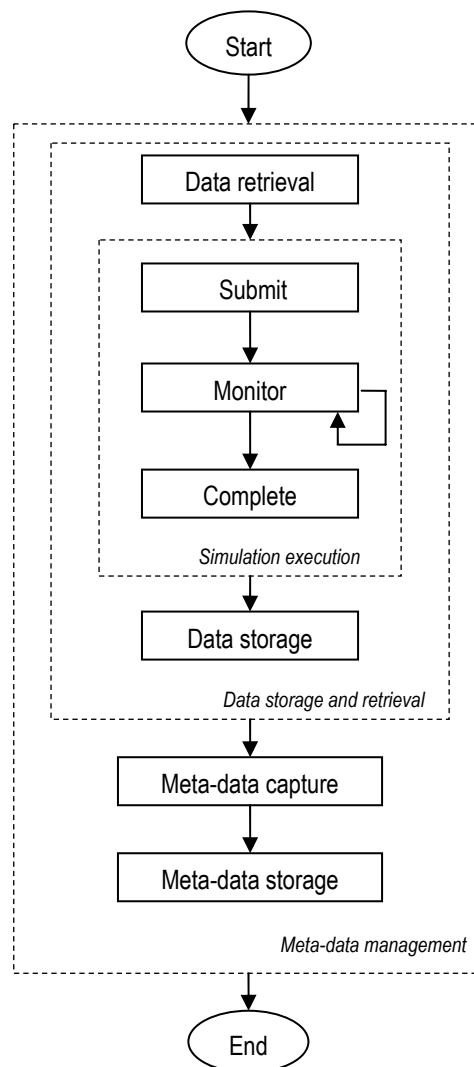 Start
Data retrieval
Submit
Monitor
Complete
Simulation execution
Data storage
Data storage and retrieval
Meta-data capture
Meta-data storage
Meta-data management
End